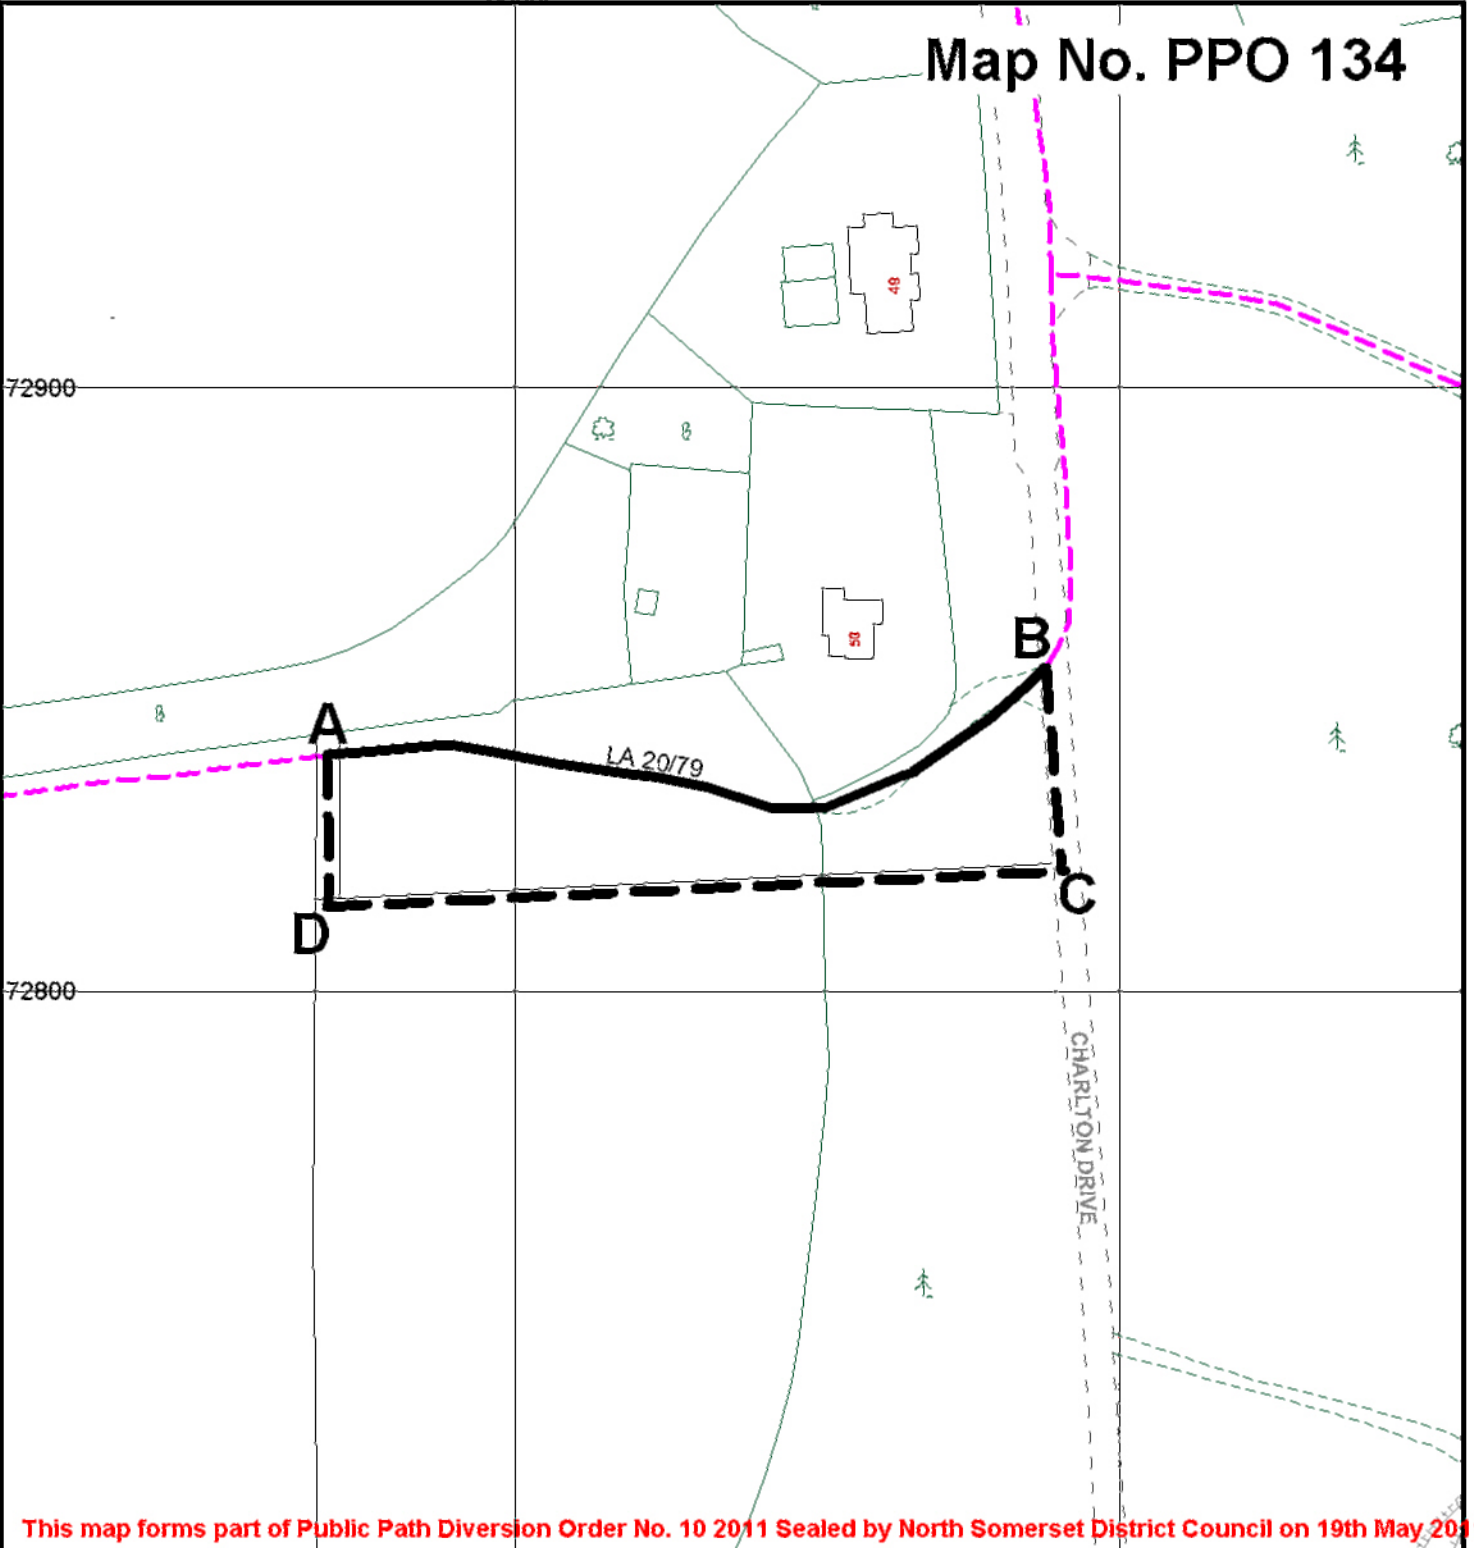 Map No. PPO 134
49
72900
50
B
A
LA 20/79
C
D
72800
CHARLTON DRIVE
This map forms part of Public Path Diversion Order No. 10 2011 Sealed by North Somerset District Council on 19th May 201